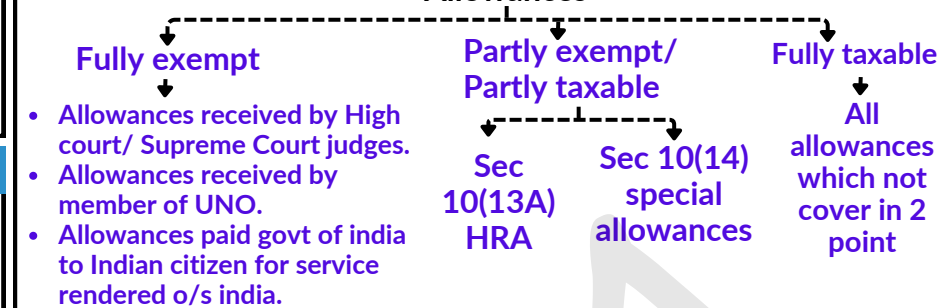 Allowances
Fully exempt
• Allowances received by High
court/ Supreme Court judges.
• Allowances received by
member of UNO.
• Allowances paid govt of india
to Indian citizen for service
rendered o/s india.
Partly exempt/
Partly taxable
Sec
10(13A)
HRA
Sec 10(14)
special
allowances
Fully taxable
All
allowances
which not
cover in 2
point